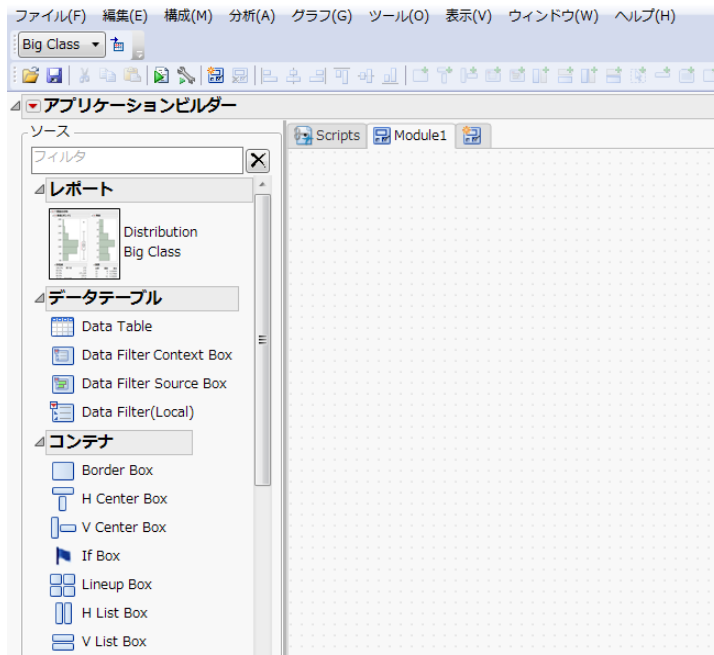 ファイル(F) 編集(E) 構成(M) 分析(A) グラフ(G) ツール(O) 表示(V) ウィンドウ(W) ヘルプ(H)
Big Class
アプリケーションビルダー
ソース
Scripts Module1
フィルタ
レポート
Distribution
Big Class
データテーブル
Data Table
Data Filter Context Box
Data Filter Source Box
Data Filter(Local)
コンテナ
Border Box
H Center Box
V Center Box
If Box
Lineup Box
H List Box
V List Box